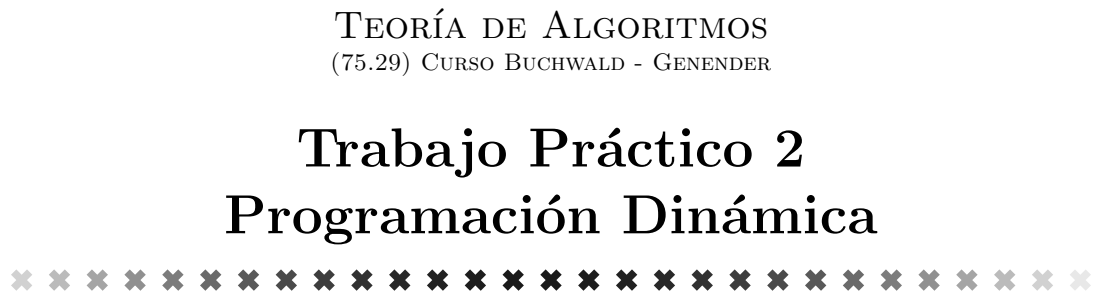 Teoría de Algoritmos
(75.29) Curso Buchwald - Genender
Trabajo Práctico 2
Programación Dinámica